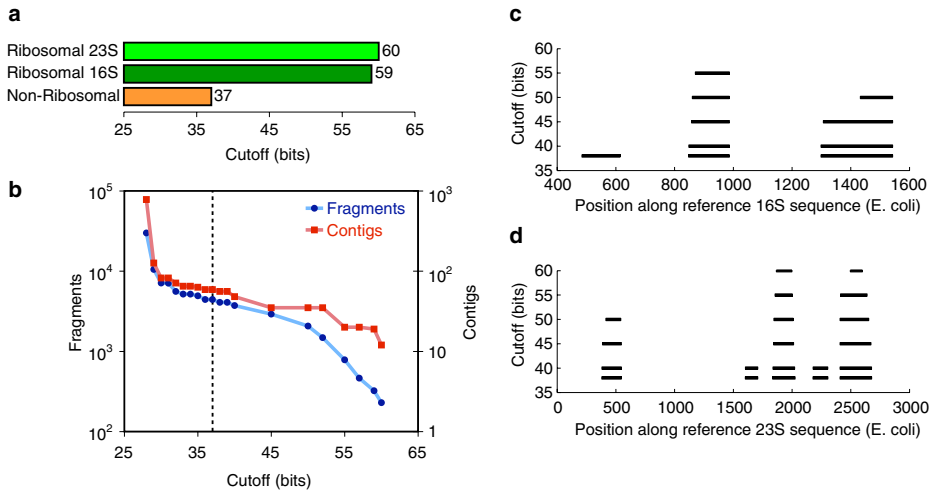 a
Ribosomal 23S
60
Ribosomal 16S
59
Non-Ribosomal
37
25 35 45 55 65
Cutoff (bits)
b
10^5
10^4
10^3
10^2
Fragments
Fragments
Contigs
10^3
10^2
10
1
Contigs
25 35 45 55 65
Cutoff (bits)
c
60
55
50
45
40
35
Cutoff (bits)
400 600 800 1000 1200 1400 1600
Position along reference 16S sequence (E. coli)
d
60
55
50
45
40
35
Cutoff (bits)
0 500 1000 1500 2000 2500 3000
Position along reference 23S sequence (E. coli)